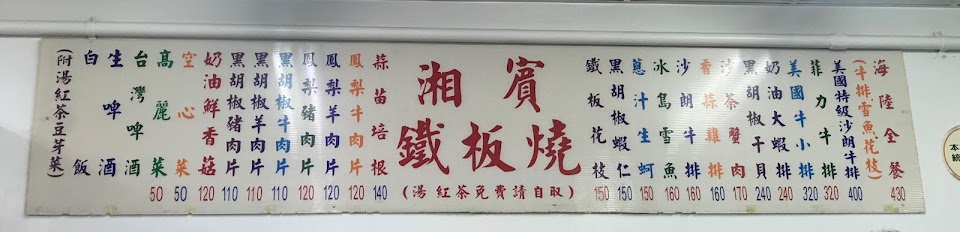 海陸全餐 430
(牛排雪魚花枝)
美國特級沙朗牛排 400
菲力牛排 320
美國牛小排 320
奶油大蝦 240
黑胡椒干貝 240
沙茶蟹肉 170
香蒜雞排 160
沙朗牛排 160
冰島雪魚 160
蔥汁生蚵 150
黑胡椒蝦仁 150
鐵板花枝 150
賓湘
燒板鐵
(湯紅茶免費請自取)
蒜苗培根 140
鳳梨牛肉片 120
鳳梨羊肉片 120
鳳梨豬肉片 120
黑胡椒牛肉片 110
黑胡椒羊肉片 110
黑胡椒豬肉片 110
奶油鮮香菇 120
空心菜 50
高麗菜 50
台灣啤酒
生啤酒
白飯
(附湯紅茶豆芽菜)
本
統